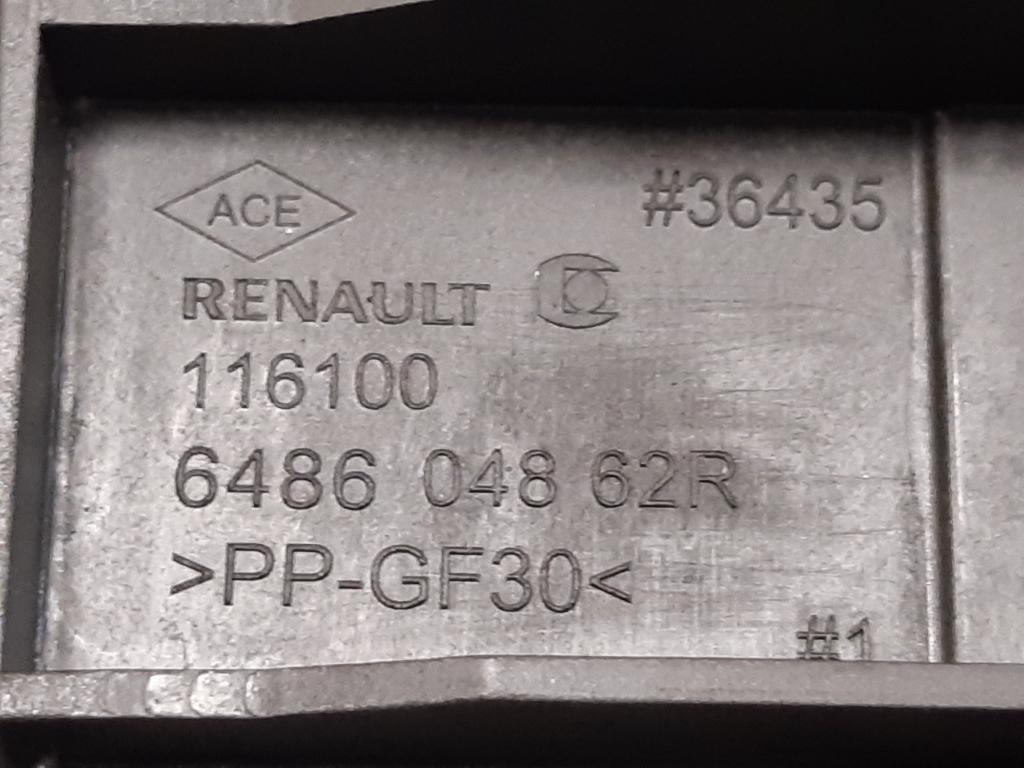 ACE
#36435
RENAULT
116100
6486 048 62R
>PP-GF30<
#1